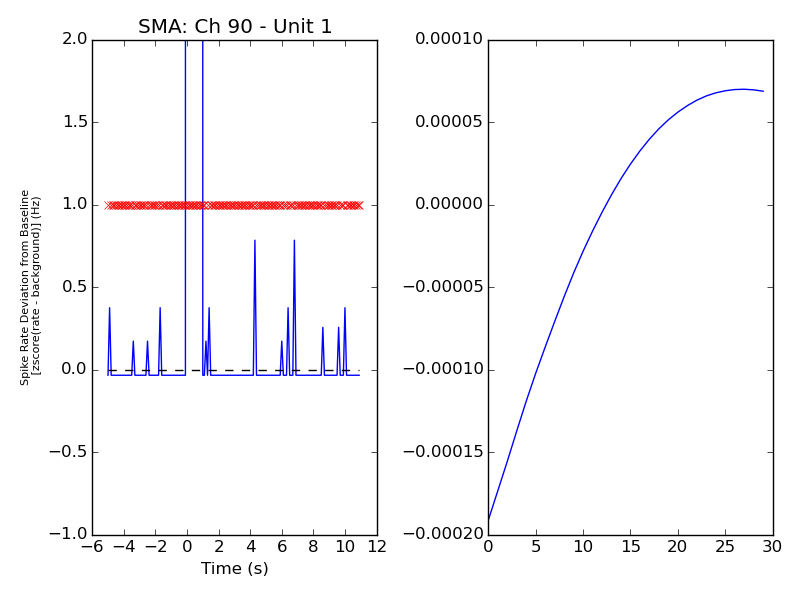 SMA: Ch 90 - Unit 1
Spike Rate Deviation from Baseline
[zscore(rate - background)] (Hz)
2.0
1.5
1.0
0.5
0.0
−0.5
−1.0
−6 −4 −2 0 2 4 6 8 10 12
Time (s)
0.00010
0.00005
0.00000
−0.00005
−0.00010
−0.00015
−0.00020
0 5 10 15 20 25 30